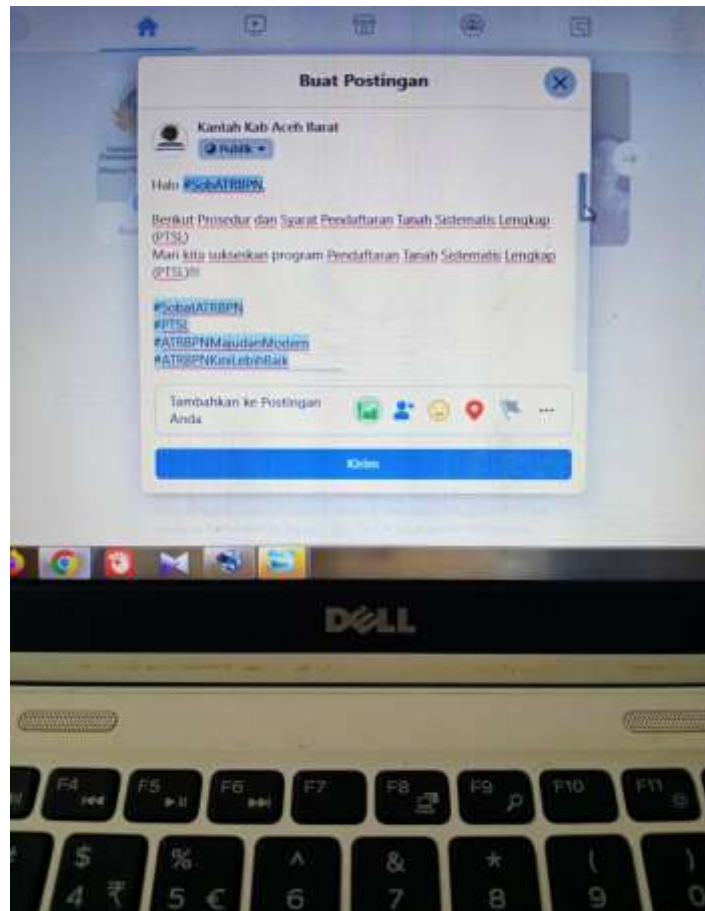 Buat Postingan
Kantah Kab Aceh Barat
Publik
Halo #SobATRBPN,
Berikut Prosedur dan Syarat Pendaftaran Tanah Sistematis Lengkap
(PTSL)
Mari kita sukseskan program Pendaftaran Tanah Sistematis Lengkap
(PTSL)!!!
#SobatATRBPN
#PTSL
#ATRBPNMajudanModern
#ATRBPNKiniLebihBaik
Tambahkan ke Postingan
Anda
Kirim
DELL
F4 F5 F6 F7 F8 F9 F10 F11
$ % ^ & * ( )
4 ₹ 5 € 6 7 8 9 0